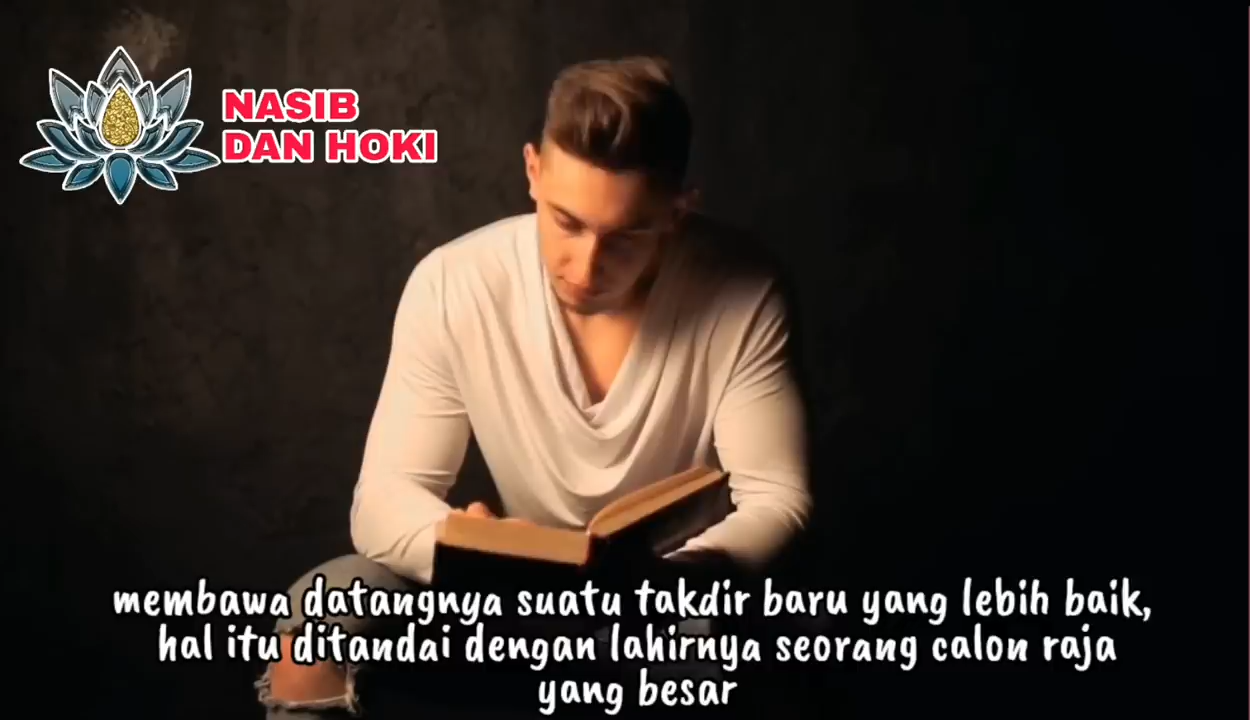 NASIB
DAN HOKI
membawa datangnya suatu takdir baru yang lebih baik,
hal itu ditandai dengan lahirnya seorang calon raja
yang besar